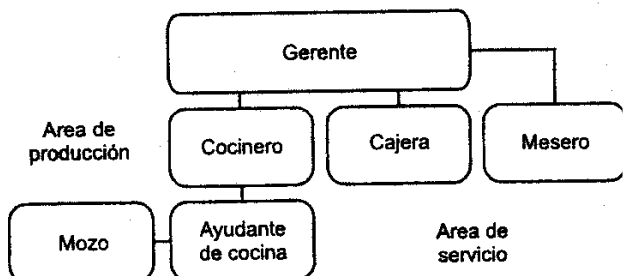 Gerente
Area de
producción
Cocinero
Cajera
Mesero
Mozo
Ayudante
de cocina
Area de
servicio